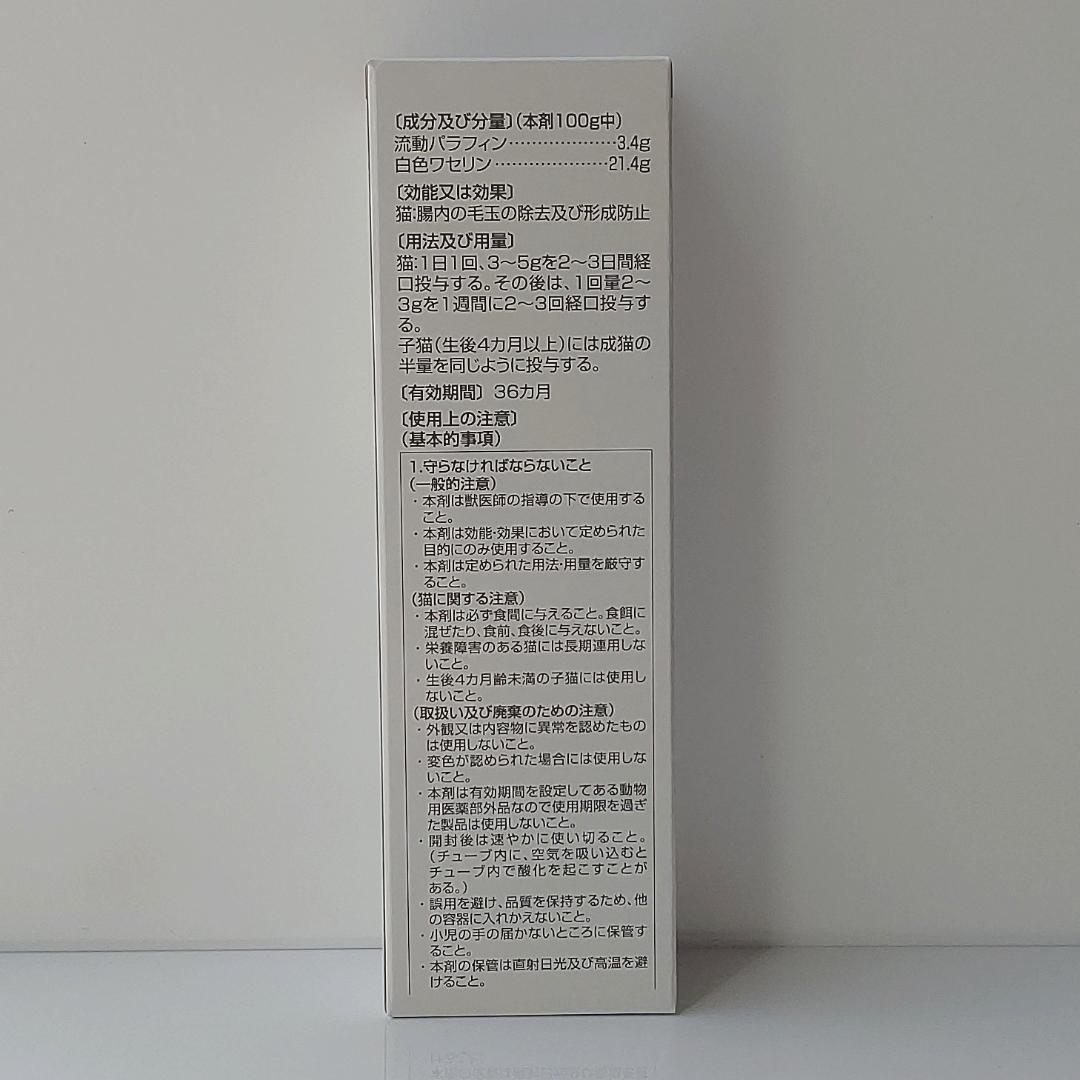 〔成分及び分量〕(本剤100g中)
流動パラフィン…………………3.4g
白色ワセリン…………………21.4g
〔効能又は効果〕
猫:腸内の毛玉の除去及び形成防止
〔用法及び用量〕
猫:1日1回、3〜5gを2〜3日間経
口投与する。その後は、1回量2〜
3gを1週間に2〜3回経口投与す
る。
子猫(生後4カ月以上)には成猫の
半量を同じように投与する。
〔有効期間〕 36カ月
〔使用上の注意〕
(基本的事項)
1.守らなければならないこと
(一般的注意)
・本剤は獣医師の指導の下で使用する
こと。
・本剤は効能・効果において定められた
目的にのみ使用すること。
・本剤は定められた用法・用量を厳守す
ること。
(猫に関する注意)
・本剤は必ず食間に与えること。食餌に
混ぜたり、食前、食後に与えないこと。
・栄養障害のある猫には長期連用しな
いこと。
・生後4カ月齢未満の子猫には使用し
ないこと。
(取扱い及び廃棄のための注意)
・外観又は内容物に異常を認めたもの
は使用しないこと。
・変色が認められた場合には使用しな
いこと。
・本剤は有効期間を設定してある動物
用医薬部外品なので使用期限を過ぎ
た製品は使用しないこと。
・開封後は速やかに使い切ること。
(チューブ内に、空気を吸い込むと
チューブ内で酸化を起こすことが
ある。)
・誤用を避け、品質を保持するため、他
の容器に入れかえないこと。
・小児の手の届かないところに保管す
ること。
・本剤の保管は直射日光及び高温を避
けること。